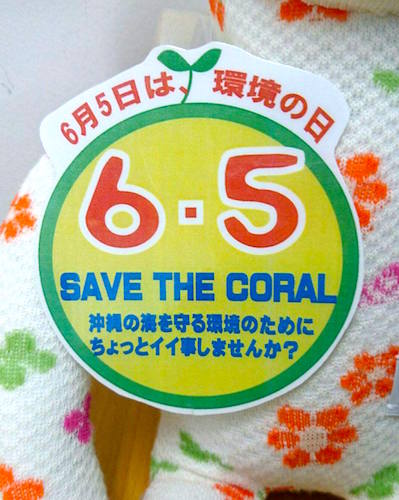 6月5日は、環境の日
6・5
SAVE THE CORAL
沖縄の海を守る環境のために
ちょっとイイ事しませんか?